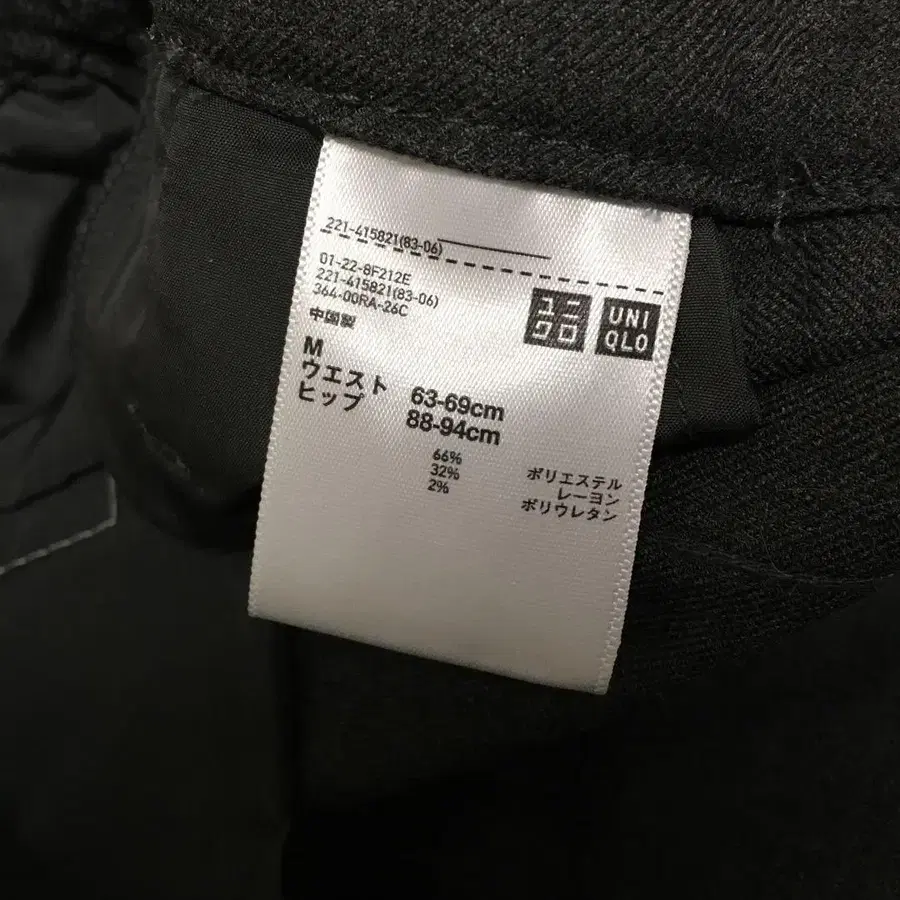 221-415821(83-06)
01-22-8F212E
221-415821(83-06)
364-00RA-26C
中国製
ユニ
クロ
UNI
QLO
M
ウエスト 63-69cm
ヒップ 88-94cm
66% ポリエステル
32% レーヨン
2% ポリウレタン